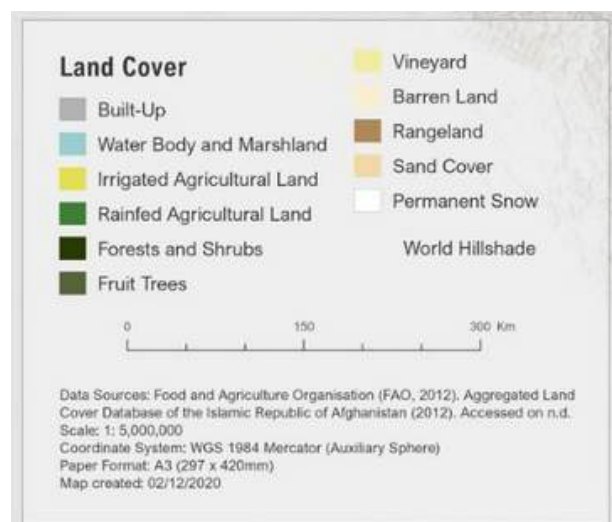 Land Cover
Built-Up
Water Body and Marshland
Irrigated Agricultural Land
Rainfed Agricultural Land
Forests and Shrubs
Fruit Trees
Vineyard
Barren Land
Rangeland
Sand Cover
Permanent Snow
World Hillshade
0 150 300 Km
Data Sources: Food and Agriculture Organisation (FAO, 2012). Aggregated Land
Cover Database of the Islamic Republic of Afghanistan (2012). Accessed on n.d.
Scale: 1: 5,000,000
Coordinate System: WGS 1984 Mercator (Auxiliary Sphere)
Paper Format: A3 (297 x 420mm)
Map created: 02/12/2020